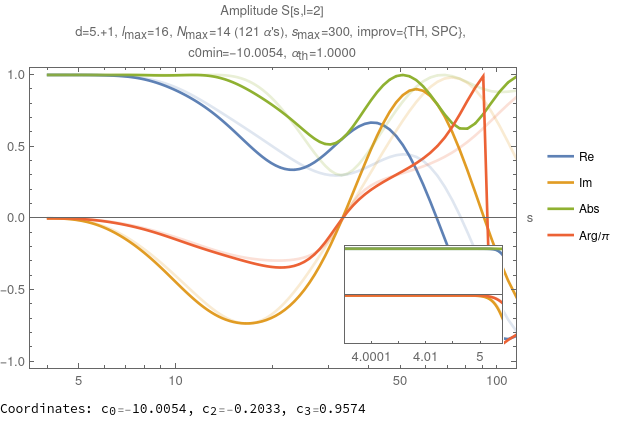 Amplitude S[s,l=2]
d=5.+1, lmax=16, Nmax=14 (121 α's), smax=300, improv={TH, SPC},
c0min=-10.0054, αth=1.0000
1.0
0.5
0.0
-0.5
-1.0
s
Re
Im
Abs
Arg/π
4.0001 4.01 5
5 10 50 100
Coordinates: c0=-10.0054, c2=-0.2033, c3=0.9574